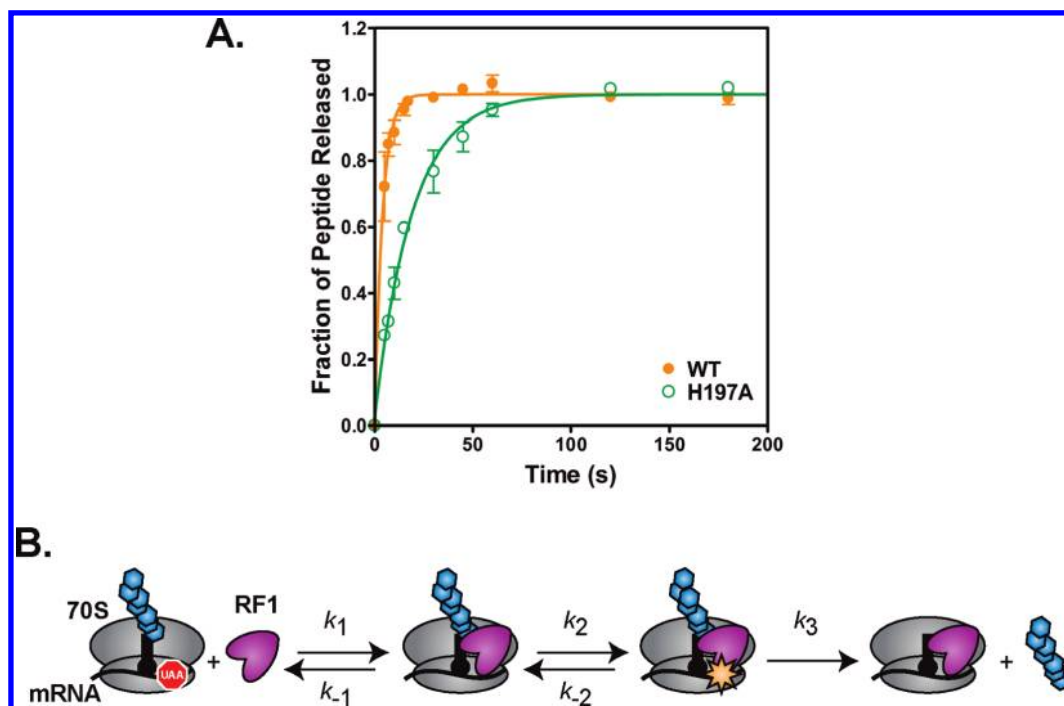 A.
Fraction of Peptide Released
1.2
1.0
0.8
0.6
0.4
0.2
0.0
WT
H197A
0 50 100 150 200
Time (s)
B.
70S
RF1
UAA
mRNA
+
k1
k-1
k2
k-2
k3
+